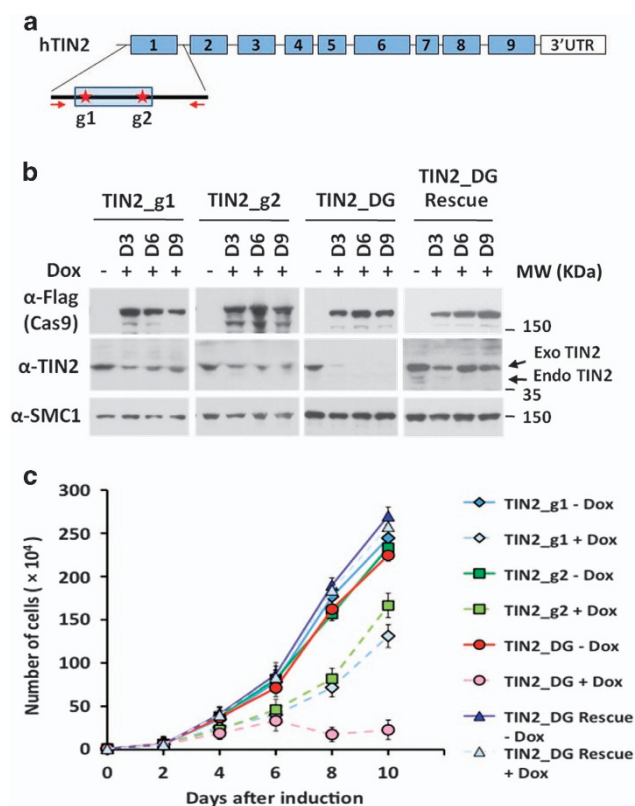 a
hTIN2
1 2 3 4 5 6 7 8 9 3'UTR
g1 g2
b
TIN2_g1 TIN2_g2 TIN2_DG TIN2_DG Rescue
D3 D6 D9 D3 D6 D9 D3 D6 D9 D3 D6 D9
Dox - + + + - + + + - + + + - + + + MW (KDa)
α-Flag (Cas9)
150
α-TIN2
Exo TIN2
Endo TIN2
35
α-SMC1
150
c
Number of cells (× 10⁴)
300
250
200
150
100
50
0
0 2 4 6 8 10
Days after induction
TIN2_g1 - Dox
TIN2_g1 + Dox
TIN2_g2 - Dox
TIN2_g2 + Dox
TIN2_DG - Dox
TIN2_DG + Dox
TIN2_DG Rescue
- Dox
TIN2_DG Rescue
+ Dox